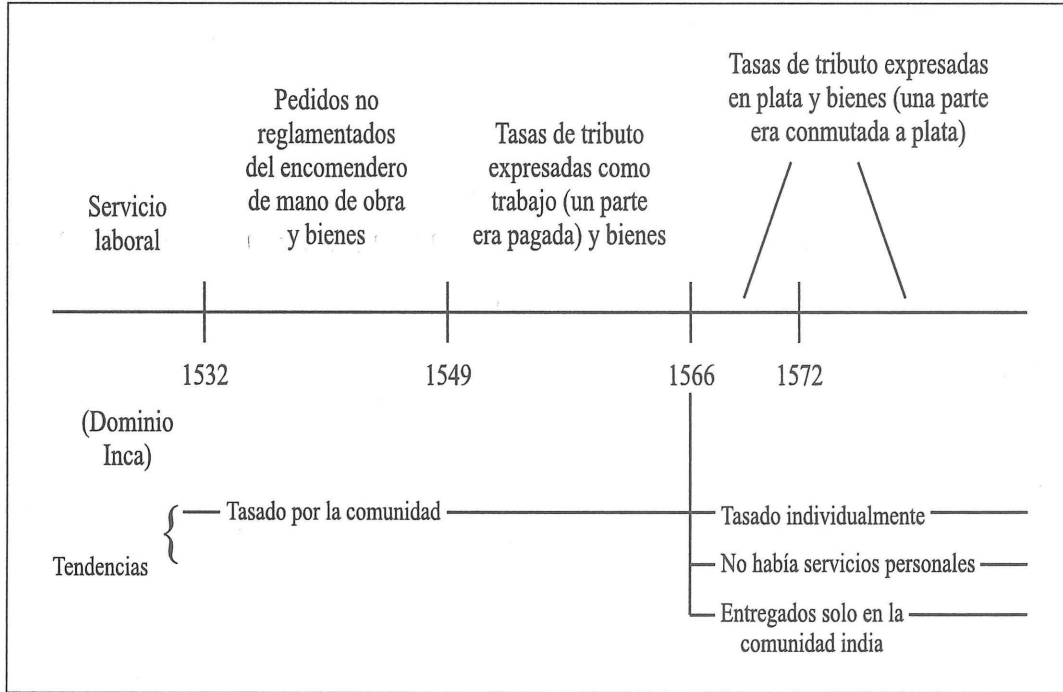 Servicio
laboral
Pedidos no
reglamentados
del encomendero
de mano de obra
y bienes
Tasas de tributo
expresadas como
trabajo (un parte
era pagada) y bienes
Tasas de tributo expresadas
en plata y bienes (una parte
era conmutada a plata)
1532
1549
1566
1572
(Dominio
Inca)
Tendencias
Tasado por la comunidad
Tasado individualmente
No había servicios personales
Entregados solo en la
comunidad india